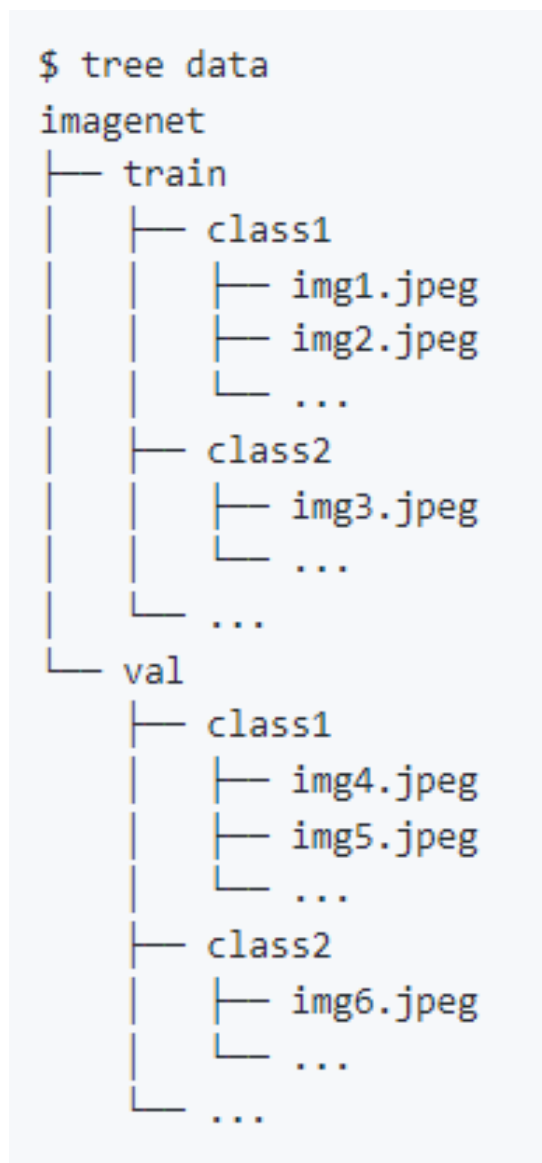 $ tree data
imagenet
├── train
│   ├── class1
│   │   ├── img1.jpeg
│   │   ├── img2.jpeg
│   │   └── ...
│   ├── class2
│   │   ├── img3.jpeg
│   │   └── ...
│   └── ...
└── val
    ├── class1
    │   ├── img4.jpeg
    │   ├── img5.jpeg
    │   └── ...
    ├── class2
    │   ├── img6.jpeg
    │   └── ...
    └── ...